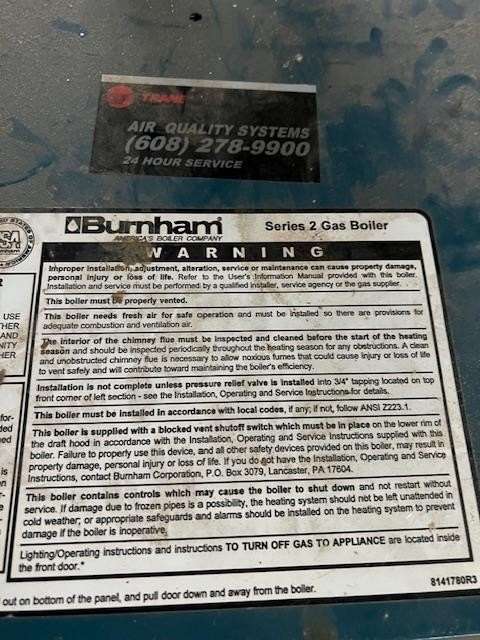 TRANE
AIR QUALITY SYSTEMS
(608) 278-9900
24 HOUR SERVICE
Burnham
AMERICA'S BOILER COMPANY
Series 2 Gas Boiler
WARNING
Improper installation, adjustment, alteration, service or maintenance can cause property damage,
personal injury or loss of life. Refer to the User's Information Manual provided with this boiler.
Installation and service must be performed by a qualified installer, service agency or the gas supplier.
This boiler must be properly vented.
This boiler needs fresh air for safe operation and must be installed so there are provisions for
adequate combustion and ventilation air.
The interior of the chimney flue must be inspected and cleaned before the start of the heating
season and should be inspected periodically throughout the heating season for any obstructions. A clean
and unobstructed chimney flue is necessary to allow noxious fumes that could cause injury or loss of life
to vent safely and will contribute toward maintaining the boiler's efficiency.
Installation is not complete unless pressure relief valve is installed into 3/4" tapping located on top
front corner of left section - see the Installation, Operating and Service Instructions for details.
This boiler must be installed in accordance with local codes, if any; if not, follow ANSI Z223.1.
This boiler is supplied with a blocked vent shutoff switch which must be in place on the lower rim of
the draft hood in accordance with the Installation, Operating and Service Instructions supplied with this
boiler. Failure to properly use this device, and all other safety devices provided on this boiler, may result in
property damage, personal injury or loss of life. If you do not have the Installation, Operating and Service
Instructions, contact Burnham Corporation, P.O. Box 3079, Lancaster, PA 17604.
This boiler contains controls which may cause the boiler to shut down and not restart without
service. If damage due to frozen pipes is a possibility, the heating system should not be left unattended in
cold weather; or appropriate safeguards and alarms should be installed on the heating system to prevent
damage if the boiler is inoperative.
Lighting/Operating instructions and instructions TO TURN OFF GAS TO APPLIANCE are located inside
the front door.*
8141780R3
out on bottom of the panel, and pull door down and away from the boiler.
USE
AND